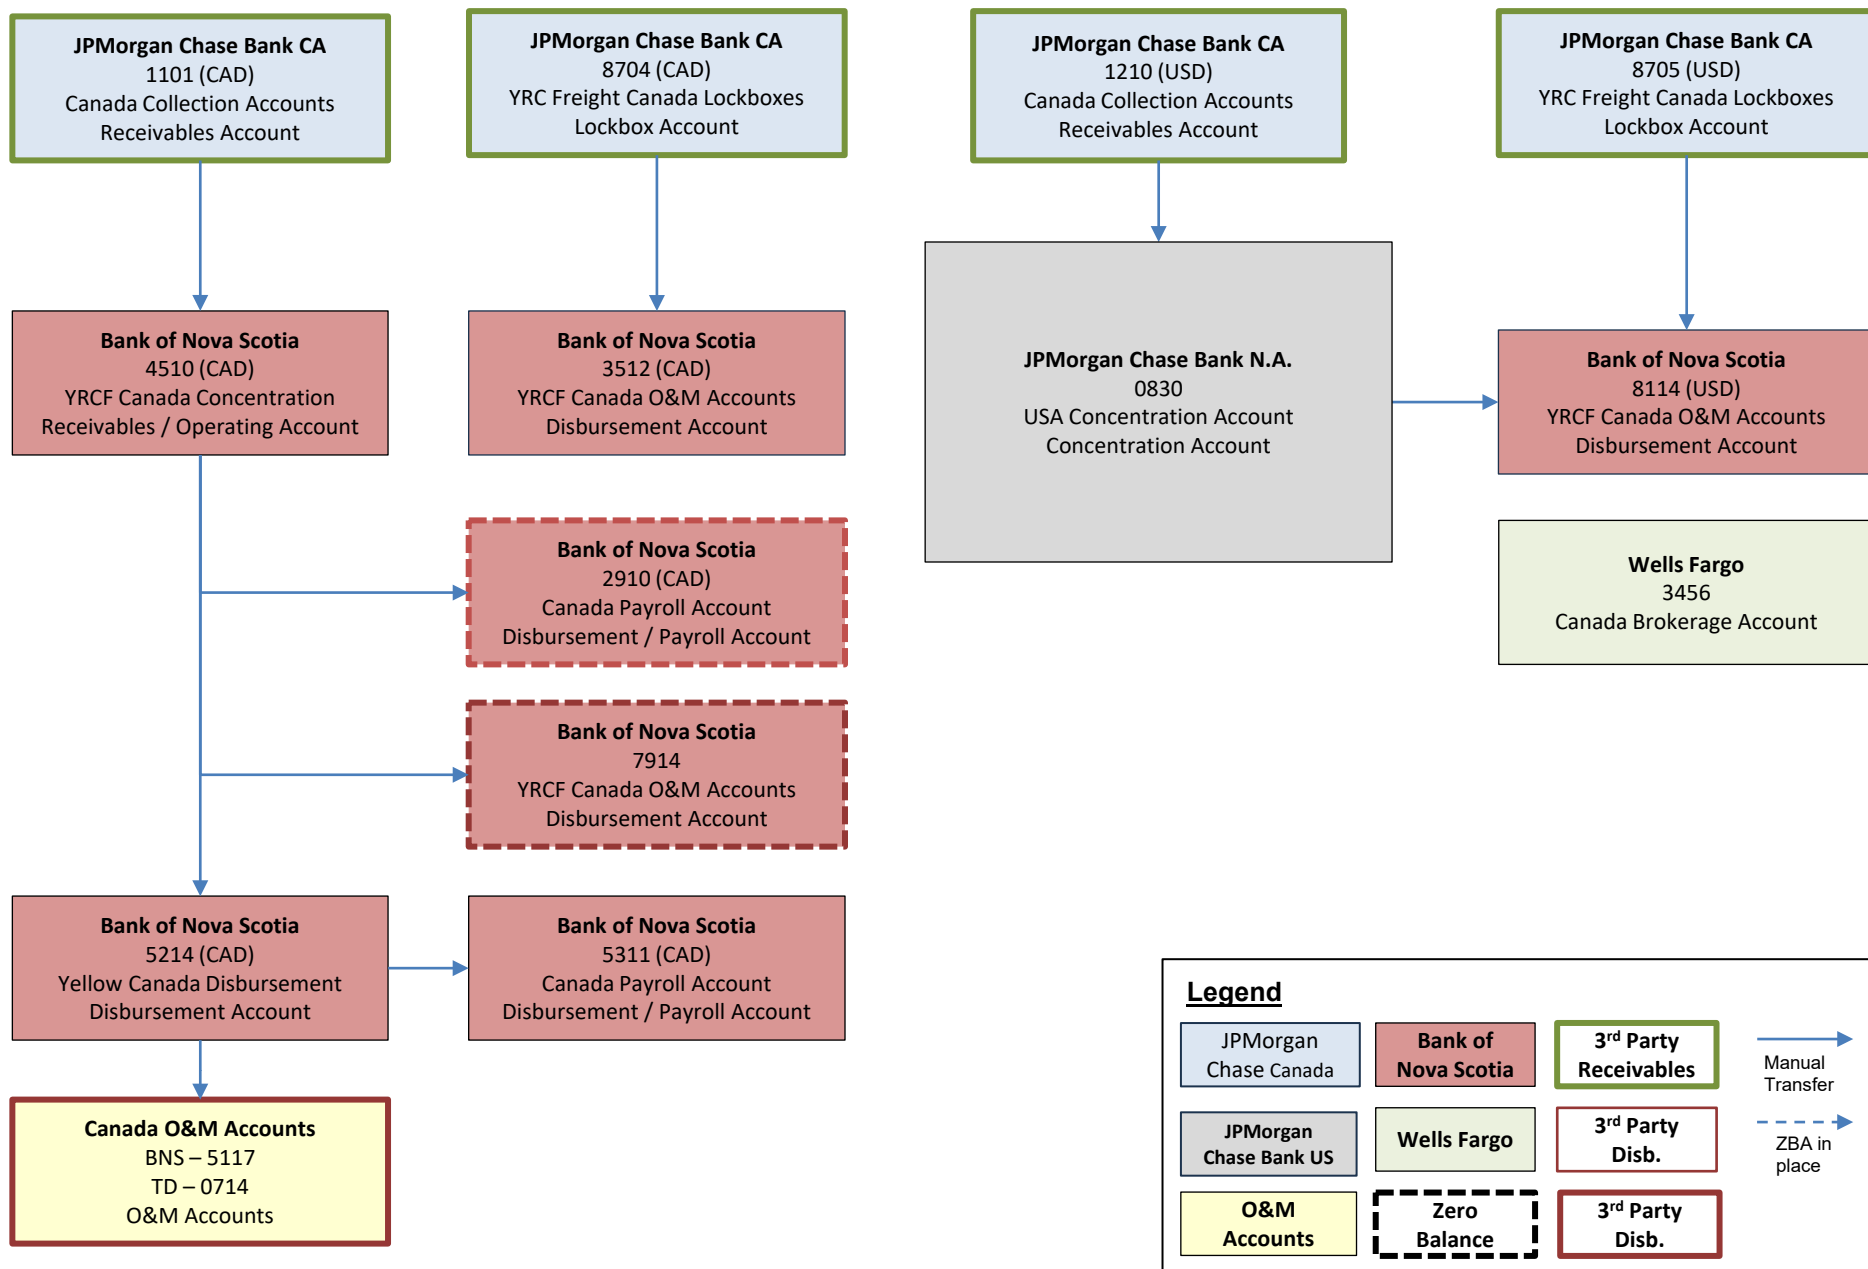 JPMorgan Chase Bank CA
1101 (CAD)
Canada Collection Accounts
Receivables Account
JPMorgan Chase Bank CA
8704 (CAD)
YRC Freight Canada Lockboxes
Lockbox Account
JPMorgan Chase Bank CA
1210 (USD)
Canada Collection Accounts
Receivables Account
JPMorgan Chase Bank CA
8705 (USD)
YRC Freight Canada Lockboxes
Lockbox Account
Bank of Nova Scotia
4510 (CAD)
YRCF Canada Concentration
Receivables / Operating Account
Bank of Nova Scotia
3512 (CAD)
YRCF Canada O&M Accounts
Disbursement Account
JPMorgan Chase Bank N.A.
0830
USA Concentration Account
Concentration Account
Bank of Nova Scotia
8114 (USD)
YRCF Canada O&M Accounts
Disbursement Account
Bank of Nova Scotia
2910 (CAD)
Canada Payroll Account
Disbursement / Payroll Account
Wells Fargo
3456
Canada Brokerage Account
Bank of Nova Scotia
7914
YRCF Canada O&M Accounts
Disbursement Account
Bank of Nova Scotia
5214 (CAD)
Yellow Canada Disbursement
Disbursement Account
Bank of Nova Scotia
5311 (CAD)
Canada Payroll Account
Disbursement / Payroll Account
Canada O&M Accounts
BNS – 5117
TD – 0714
O&M Accounts
Legend
JPMorgan
Chase Canada
Bank of
Nova Scotia
3rd Party
Receivables
Manual
Transfer
JPMorgan
Chase Bank US
Wells Fargo
3rd Party
Disb.
ZBA in
place
O&M
Accounts
Zero
Balance
3rd Party
Disb.